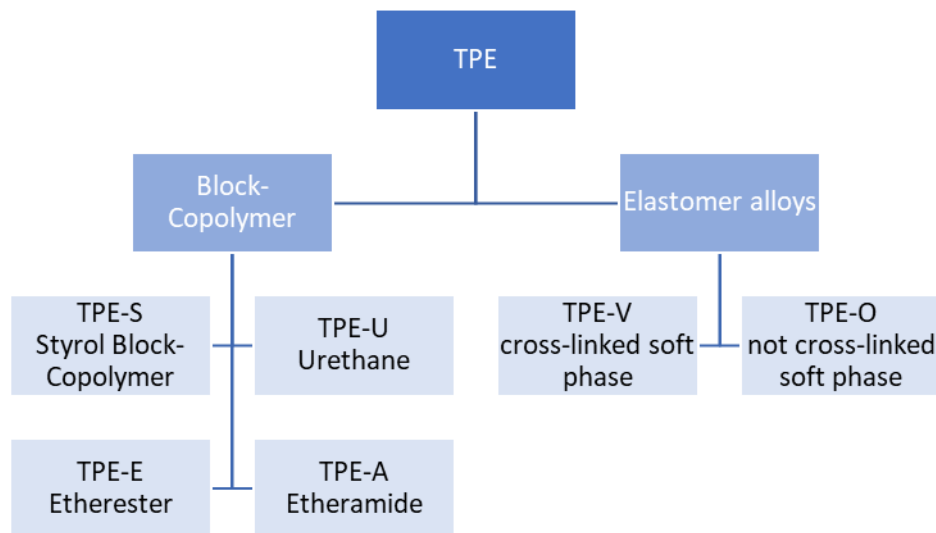 TPE
Block-
Copolymer
Elastomer alloys
TPE-S
Styrol Block-
Copolymer
TPE-U
Urethane
TPE-V
cross-linked soft
phase
TPE-O
not cross-linked
soft phase
TPE-E
Etherester
TPE-A
Etheramide